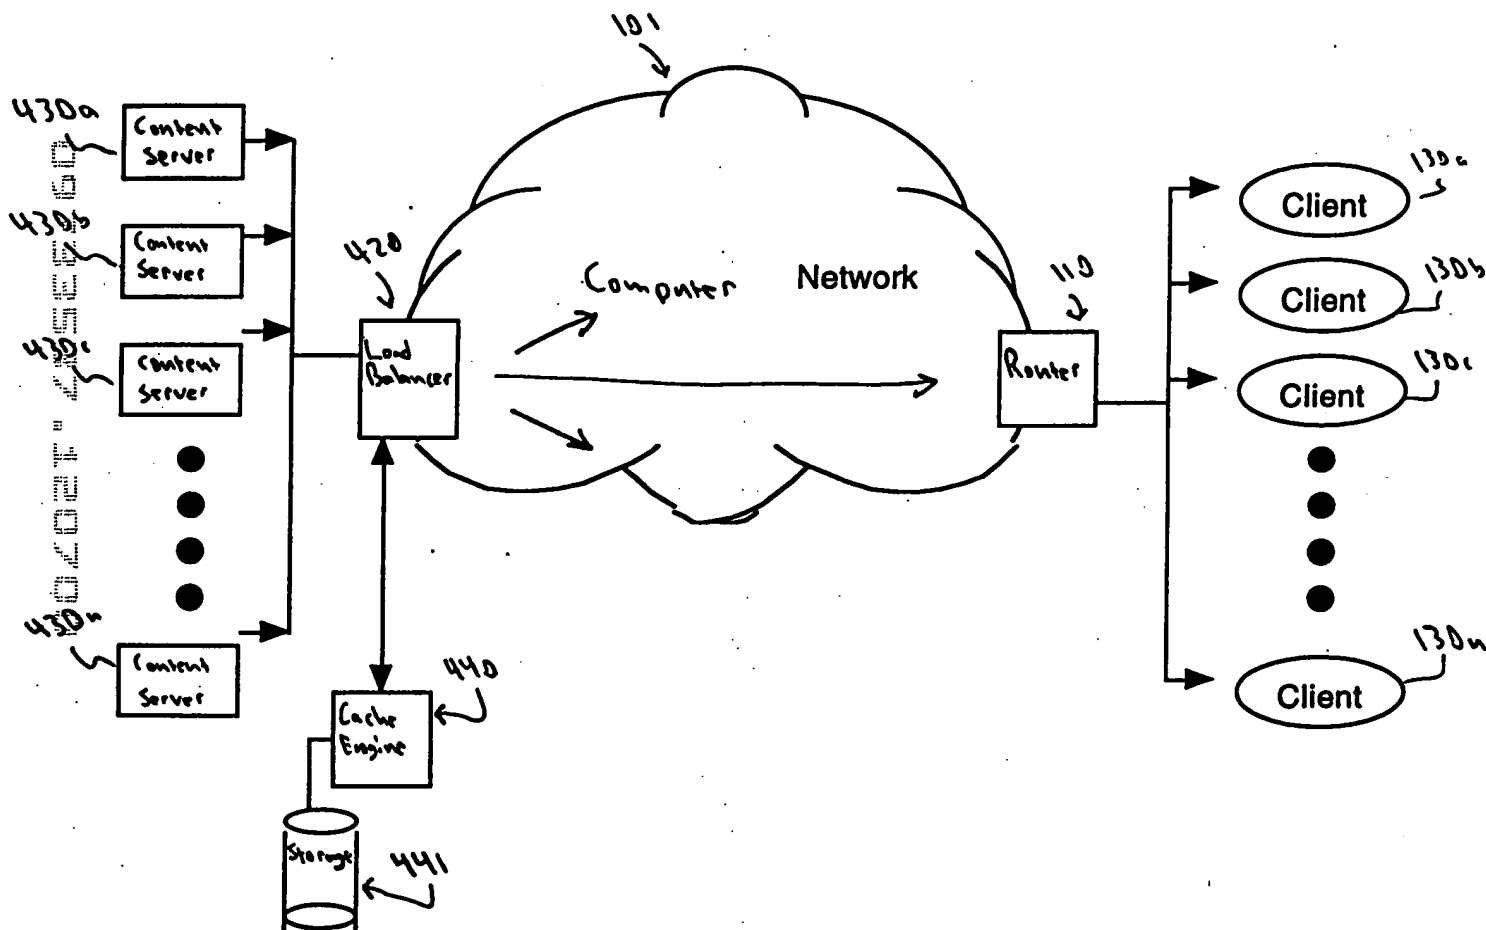 101
430a
Content
Server
430b
Content
Server
430c
Content
Server
430n
Content
Server
420
Load
Balancer
Computer Network
110
Router
Client
130a
Client
130b
Client
130c
Client
130n
440
Cache
Engine
Storage
441